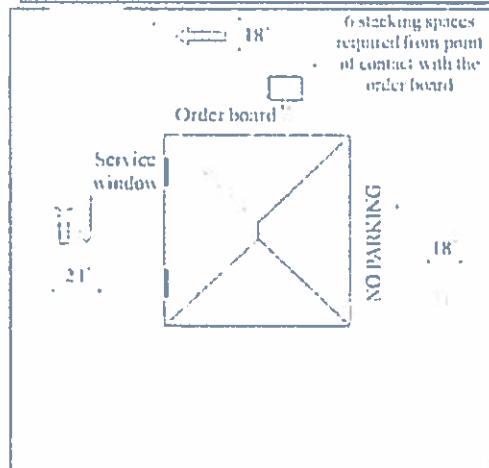 18'
6 stacking spaces
required from point
of contact with the
order board
Order board
Service
window
NO PARKING
18'
21'